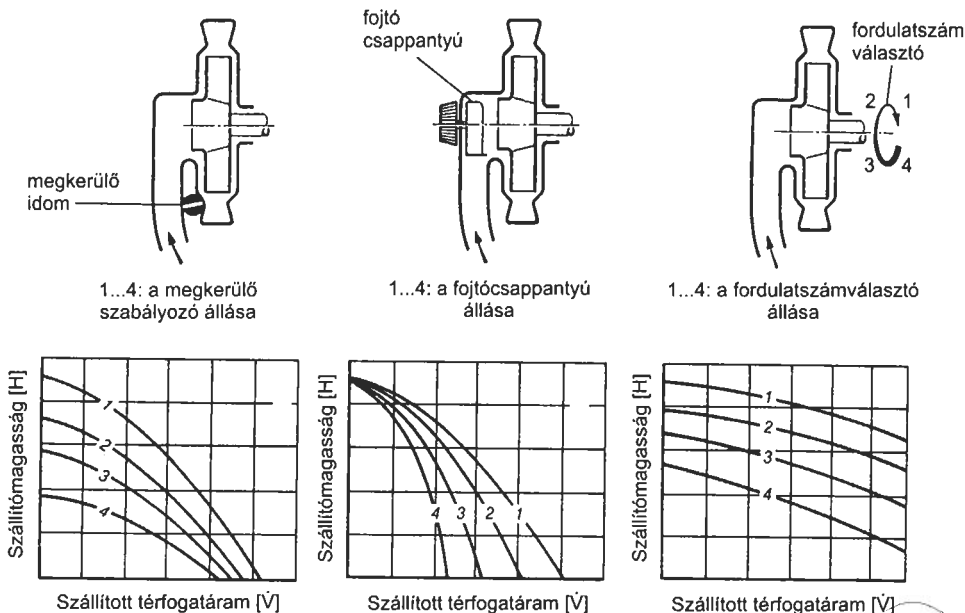 megkerülő
idom
1...4: a megkerülő
szabályozó állása
fojtó
csappantyú
1...4: a fojtócsappantyú
állása
fordulatszám
választó
2 1
3 4
1...4: a fordulatszámválasztó
állása
Szállítómagasság [H]
1
2
3
4
Szállított térfogatáram [V̇]
Szállítómagasság [H]
4 3 2 1
Szállított térfogatáram [V̇]
Szállítómagasság [H]
1
2
3
4
Szállított térfogatáram [V̇]